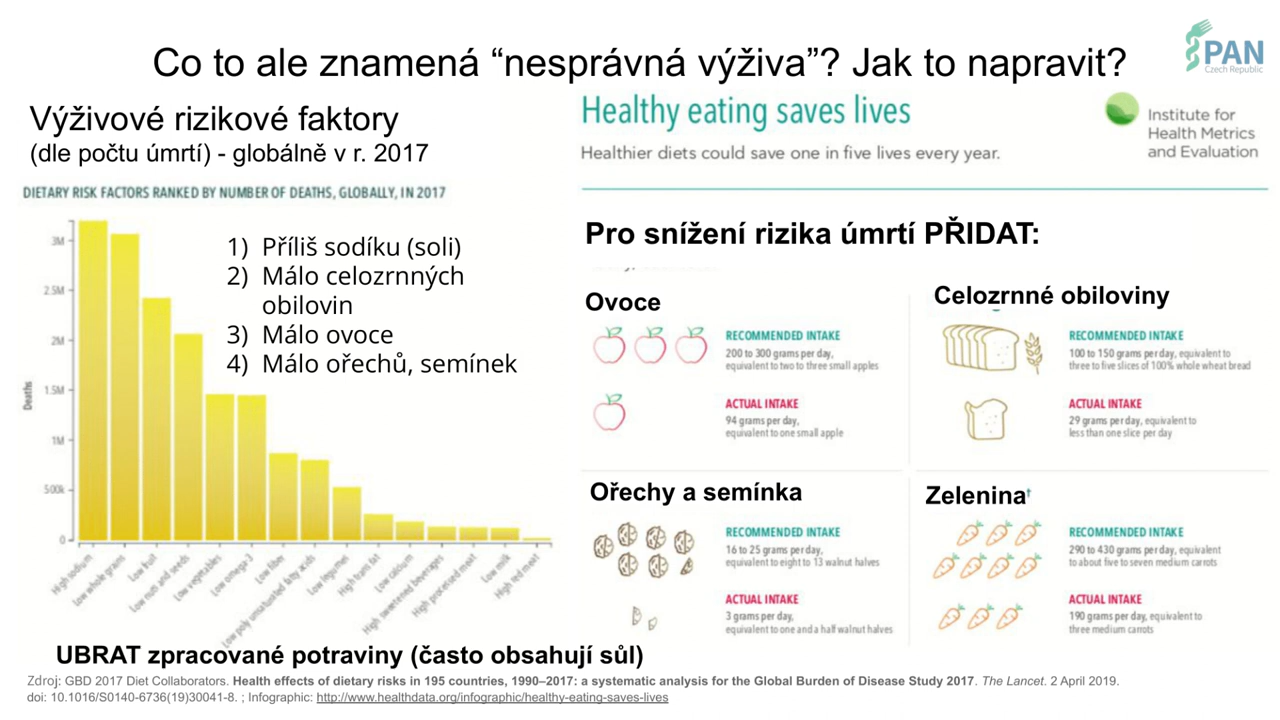 Co to ale znamená “nesprávná výživa”? Jak to napravit?
PAN
Czech Republic
Výživové rizikové faktory
(dle počtu úmrtí) - globálně v r. 2017
DIETARY RISK FACTORS RANKED BY NUMBER OF DEATHS, GLOBALLY, IN 2017
3M
2.5M
2M
1.5M
1M
500k
0
Deaths
1) Příliš sodíku (soli)
2) Málo celozrnných
obilovin
3) Málo ovoce
4) Málo ořechů, semínek
High sodium
Low whole grains
Low fruit
Low nuts and seeds
Low vegetables
Low omega-3
Low fiber
Low poly unsaturated fatty acids
Low legumes
High trans fat
Low calcium
High sweetened beverages
High processed meat
Low milk
High red meat
UBRAT zpracované potraviny (často obsahují sůl)
Healthy eating saves lives
Healthier diets could save one in five lives every year.
Institute for
Health Metrics
and Evaluation
Pro snížení rizika úmrtí PŘIDAT:
Ovoce
RECOMMENDED INTAKE
200 to 300 grams per day,
equivalent to two to three small apples
ACTUAL INTAKE
94 grams per day,
equivalent to one small apple
Celozrnné obiloviny
RECOMMENDED INTAKE
100 to 150 grams per day, equivalent to
three to five slices of 100% whole wheat bread
ACTUAL INTAKE
29 grams per day, equivalent to
less than one slice per day
Ořechy a semínka
RECOMMENDED INTAKE
16 to 25 grams per day,
equivalent to eight to 13 walnut halves
ACTUAL INTAKE
3 grams per day,
equivalent to one and a half walnut halves
Zelenina†
RECOMMENDED INTAKE
290 to 430 grams per day, equivalent
to about five to seven medium carrots
ACTUAL INTAKE
190 grams per day, equivalent to
three medium carrots
Zdroj: GBD 2017 Diet Collaborators. Health effects of dietary risks in 195 countries, 1990–2017: a systematic analysis for the Global Burden of Disease Study 2017. The Lancet. 2 April 2019.
doi: 10.1016/S0140-6736(19)30041-8. ; Infographic: http://www.healthdata.org/infographic/healthy-eating-saves-lives